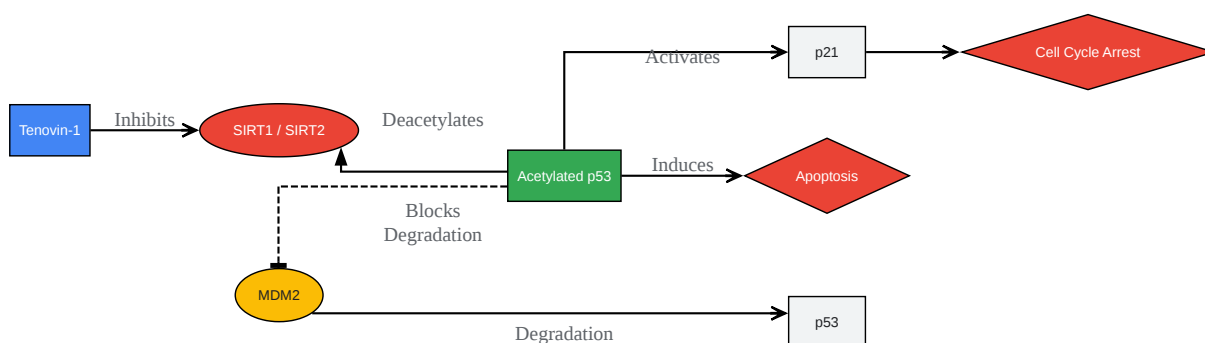 Activates
p21
Cell Cycle Arrest
Tenovin-1
Inhibits
SIRT1 / SIRT2
Deacetylates
Acetylated p53
Induces
Apoptosis
Blocks
Degradation
MDM2
Degradation
p53